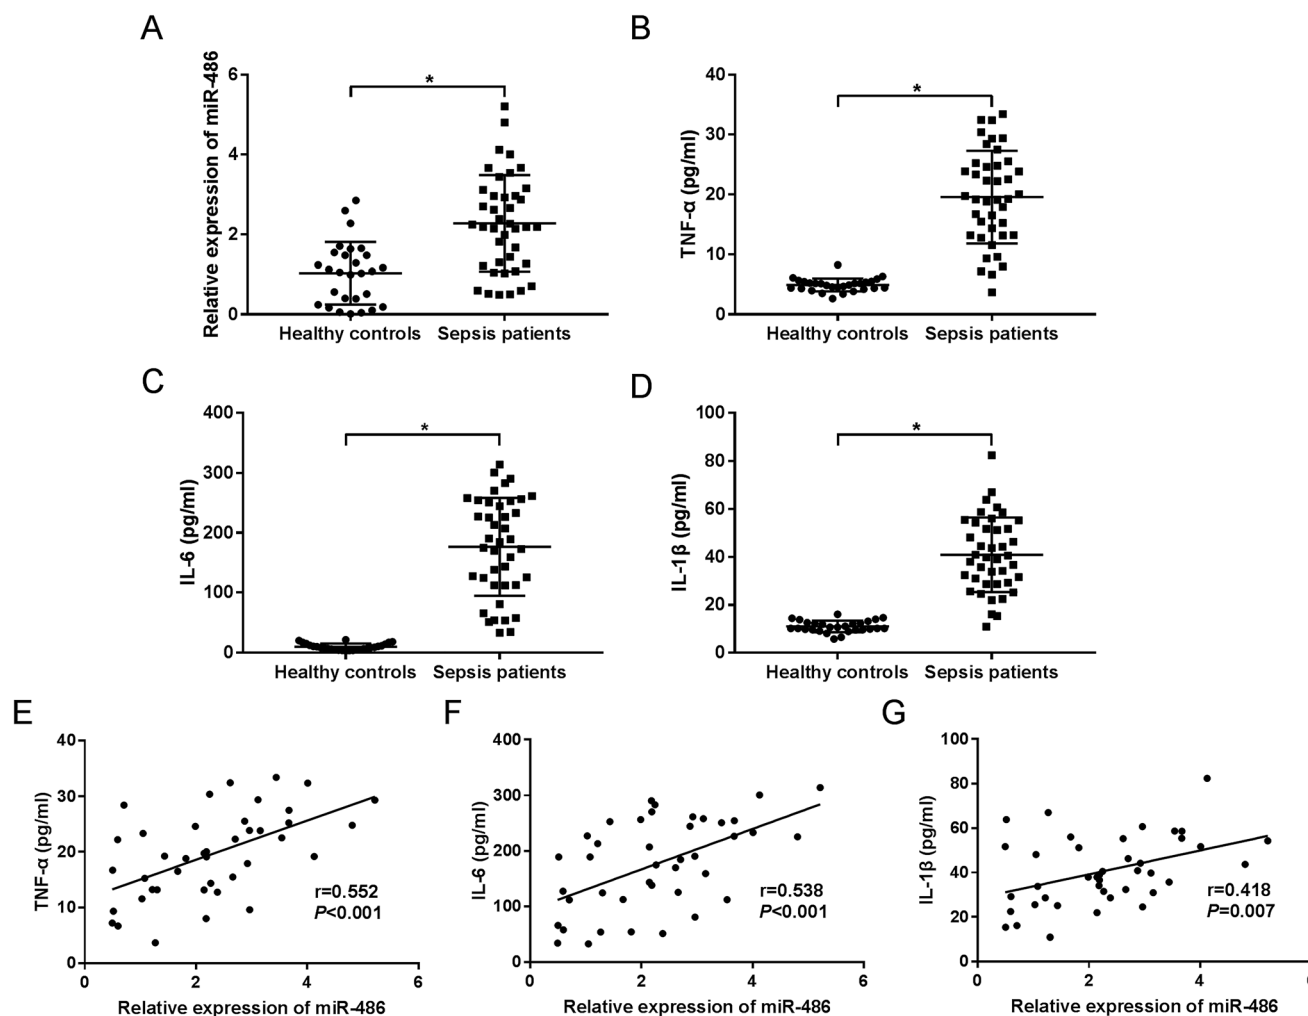 A
Relative expression of miR-486
6
4
2
0
*
Healthy controls
Sepsis patients
B
TNF-α (pg/ml)
40
30
20
10
0
*
Healthy controls
Sepsis patients
C
IL-6 (pg/ml)
400
300
200
100
0
*
Healthy controls
Sepsis patients
D
IL-1β (pg/ml)
100
80
60
40
20
0
*
Healthy controls
Sepsis patients
E
TNF-α (pg/ml)
40
30
20
10
0
r=0.552
P<0.001
0 2 4 6
Relative expression of miR-486
F
IL-6 (pg/ml)
400
300
200
100
0
r=0.538
P<0.001
0 2 4 6
Relative expression of miR-486
G
IL-1β (pg/ml)
100
80
60
40
20
0
r=0.418
P=0.007
0 2 4 6
Relative expression of miR-486